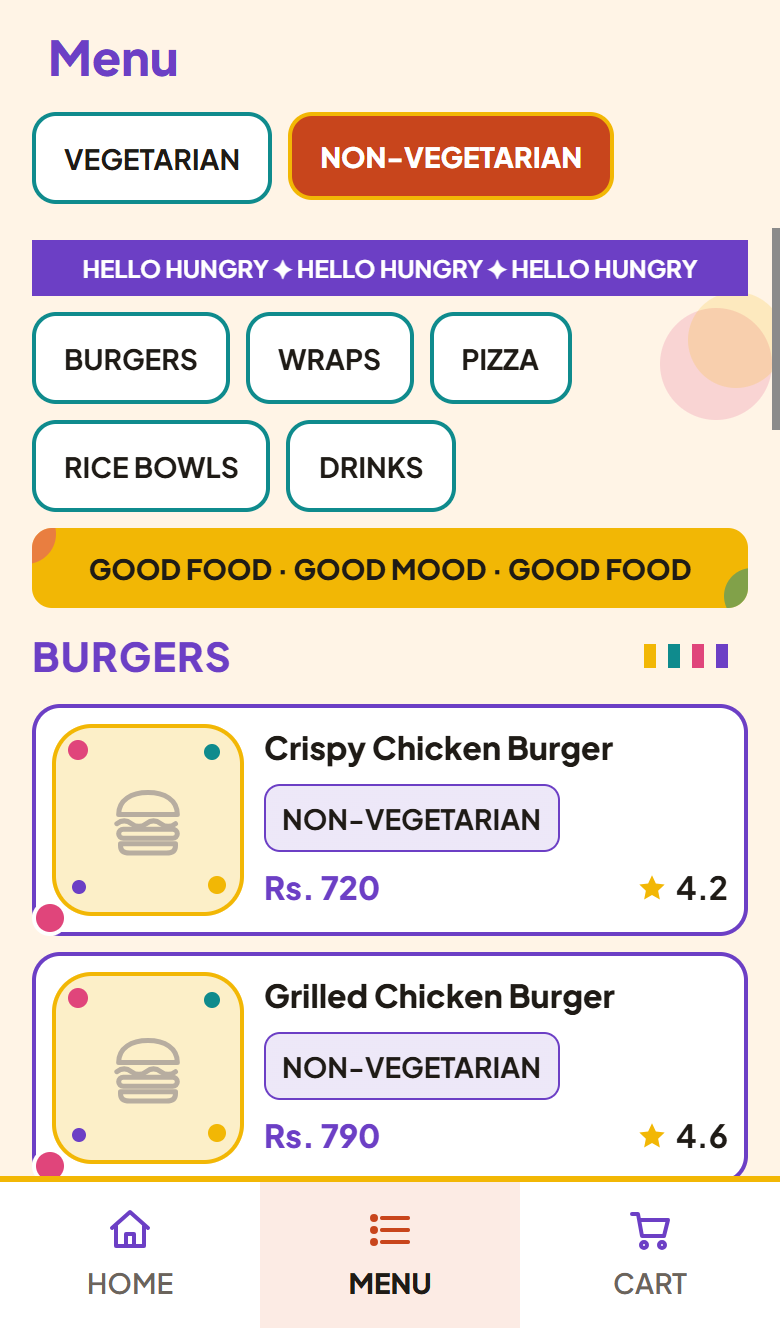 Menu
VEGETARIAN
NON-VEGETARIAN
HELLO HUNGRY ✦ HELLO HUNGRY ✦ HELLO HUNGRY
BURGERS
WRAPS
PIZZA
RICE BOWLS
DRINKS
GOOD FOOD · GOOD MOOD · GOOD FOOD
BURGERS
Crispy Chicken Burger
NON-VEGETARIAN
Rs. 720
4.2
Grilled Chicken Burger
NON-VEGETARIAN
Rs. 790
4.6
HOME
MENU
CART